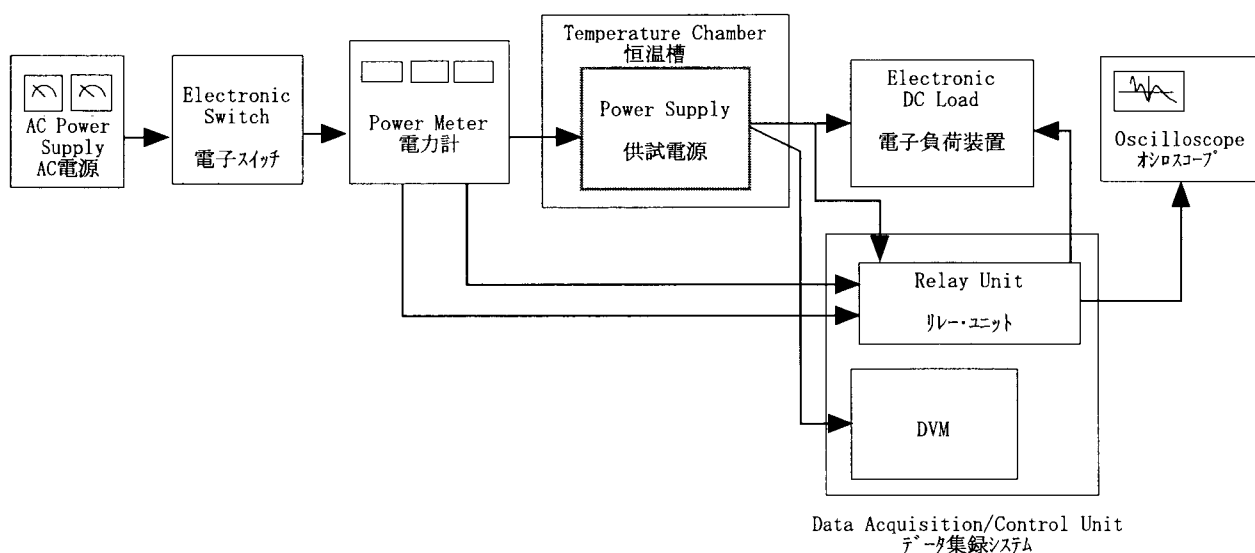 AC Power
Supply
AC電源
Electronic
Switch
電子スイッチ
Power Meter
電力計
Temperature Chamber
恒温槽
Power Supply
供試電源
Electronic
DC Load
電子負荷装置
Oscilloscope
オシロスコープ
Relay Unit
リレー・ユニット
DVM
Data Acquisition/Control Unit
データ集録システム